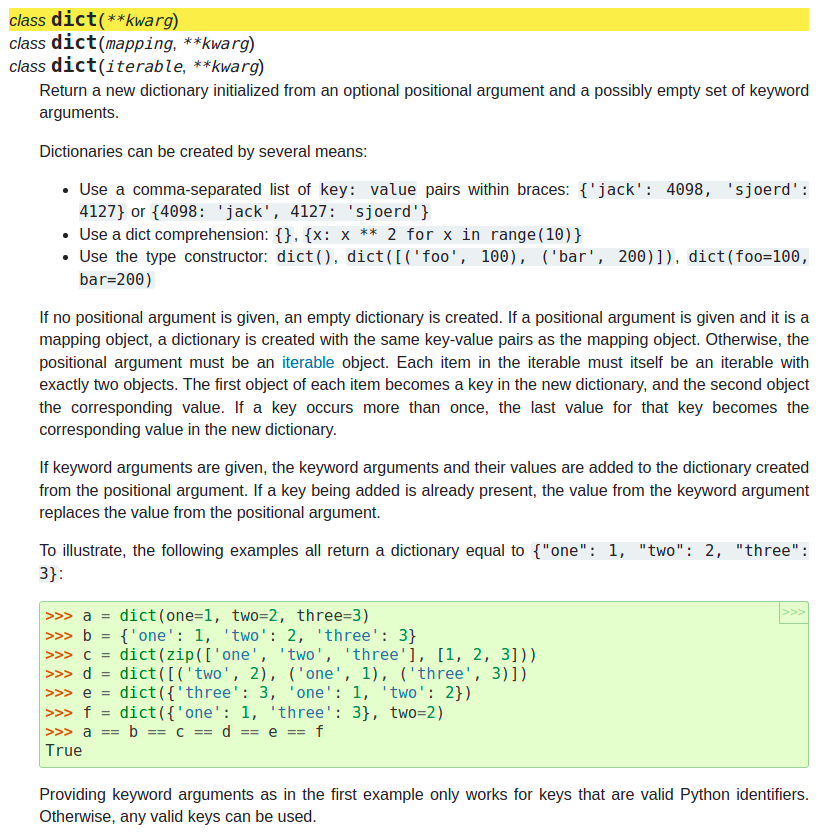 class dict(**kwarg)
class dict(mapping, **kwarg)
class dict(iterable, **kwarg)
Return a new dictionary initialized from an optional positional argument and a possibly empty set of keyword
arguments.
Dictionaries can be created by several means:
• Use a comma-separated list of key: value pairs within braces: {'jack': 4098, 'sjoerd':
4127} or {4098: 'jack', 4127: 'sjoerd'}
• Use a dict comprehension: {}, {x: x ** 2 for x in range(10)}
• Use the type constructor: dict(), dict([('foo', 100), ('bar', 200)]), dict(foo=100,
bar=200)
If no positional argument is given, an empty dictionary is created. If a positional argument is given and it is a
mapping object, a dictionary is created with the same key-value pairs as the mapping object. Otherwise, the
positional argument must be an iterable object. Each item in the iterable must itself be an iterable with
exactly two objects. The first object of each item becomes a key in the new dictionary, and the second object
the corresponding value. If a key occurs more than once, the last value for that key becomes the
corresponding value in the new dictionary.
If keyword arguments are given, the keyword arguments and their values are added to the dictionary created
from the positional argument. If a key being added is already present, the value from the keyword argument
replaces the value from the positional argument.
To illustrate, the following examples all return a dictionary equal to {"one": 1, "two": 2, "three":
3}:
>>>
>>> a = dict(one=1, two=2, three=3)
>>> b = {'one': 1, 'two': 2, 'three': 3}
>>> c = dict(zip(['one', 'two', 'three'], [1, 2, 3]))
>>> d = dict([('two', 2), ('one', 1), ('three', 3)])
>>> e = dict({'three': 3, 'one': 1, 'two': 2})
>>> f = dict({'one': 1, 'three': 3}, two=2)
>>> a == b == c == d == e == f
True
Providing keyword arguments as in the first example only works for keys that are valid Python identifiers.
Otherwise, any valid keys can be used.